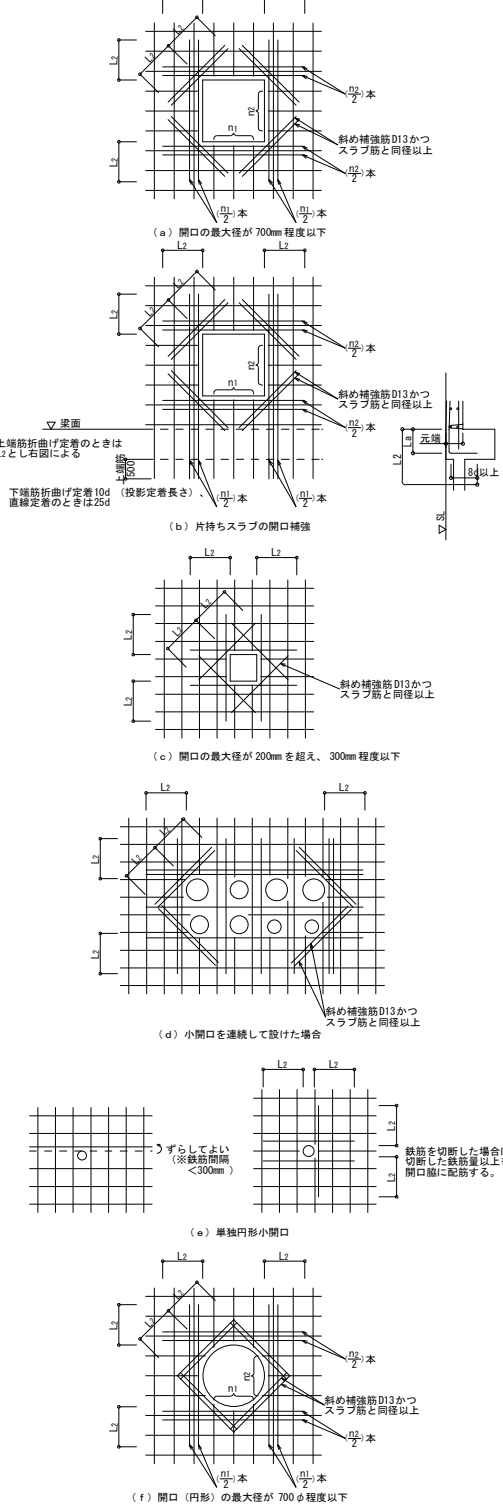 L2
L2
L2
L2
(n2/2)本
n1
n2
斜め補強筋D13かつ
スラブ筋と同径以上
(n2/2)本
(n1/2)本
(n1/2)本
(a) 開口の最大径が 700mm 程度以下
L2
L2
L2
L2
L2
(n2/2)本
n1
n2
斜め補強筋D13かつ
スラブ筋と同径以上
(n2/2)本
▽ 梁面
上端筋折曲げ定着のときは
L2とし右図による
上端筋
500
下端筋折曲げ定着10d (投影定着長さ)、
直線定着のときは25d
(n1/2)本
(n1/2)本
L2
La
元端
8d以上
▽ SL
(b) 片持ちスラブの開口補強
L2
L2
L2
L2
L2
L2
斜め補強筋D13かつ
スラブ筋と同径以上
(c) 開口の最大径が 200mm を超え、300mm 程度以下
L2
L2
L2
L2
L2
L2
斜め補強筋D13かつ
スラブ筋と同径以上
(d) 小開口を連続して設けた場合
ずらしてよい
(※鉄筋間隔
<300mm )
L2
L2
L2
L2
鉄筋を切断した場合は
切断した鉄筋量以上を
開口脇に配筋する。
(e) 単独円形小開口
L2
L2
L2
L2
L2
L2
(n2/2)本
n1
n2
斜め補強筋D13かつ
スラブ筋と同径以上
(n2/2)本
(n1/2)本
(n1/2)本
(f) 開口 (円形) の最大径が 700φ程度以下